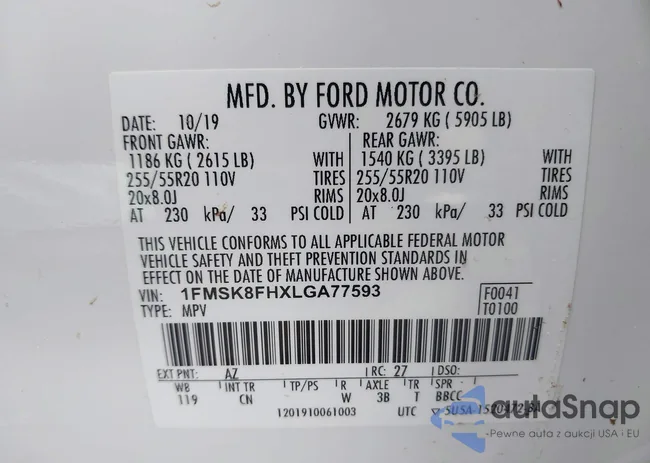 MFD. BY FORD MOTOR CO.
DATE: 10/19 GVWR: 2679 KG ( 5905 LB)
FRONT GAWR: REAR GAWR:
1186 KG ( 2615 LB) WITH 1540 KG ( 3395 LB) WITH
255/55R20 110V TIRES 255/55R20 110V TIRES
20x8.0J RIMS 20x8.0J RIMS
AT 230 kPa/ 33 PSI COLD AT 230 kPa/ 33 PSI COLD
THIS VEHICLE CONFORMS TO ALL APPLICABLE FEDERAL MOTOR
VEHICLE SAFETY AND THEFT PREVENTION STANDARDS IN
EFFECT ON THE DATE OF MANUFACTURE SHOWN ABOVE.
VIN: 1FMSK8FHXLGA77593 F0041
TYPE: MPV T0100
EXT PNT: AZ RC: 27 DSO:
WB INT TR TP/PS R AXLE TR SPR
119 CN W 3B T BBCC
1201910061003 UTC ▽ 5USA
autoSnap
-Pewne auta z aukcji USA i EU